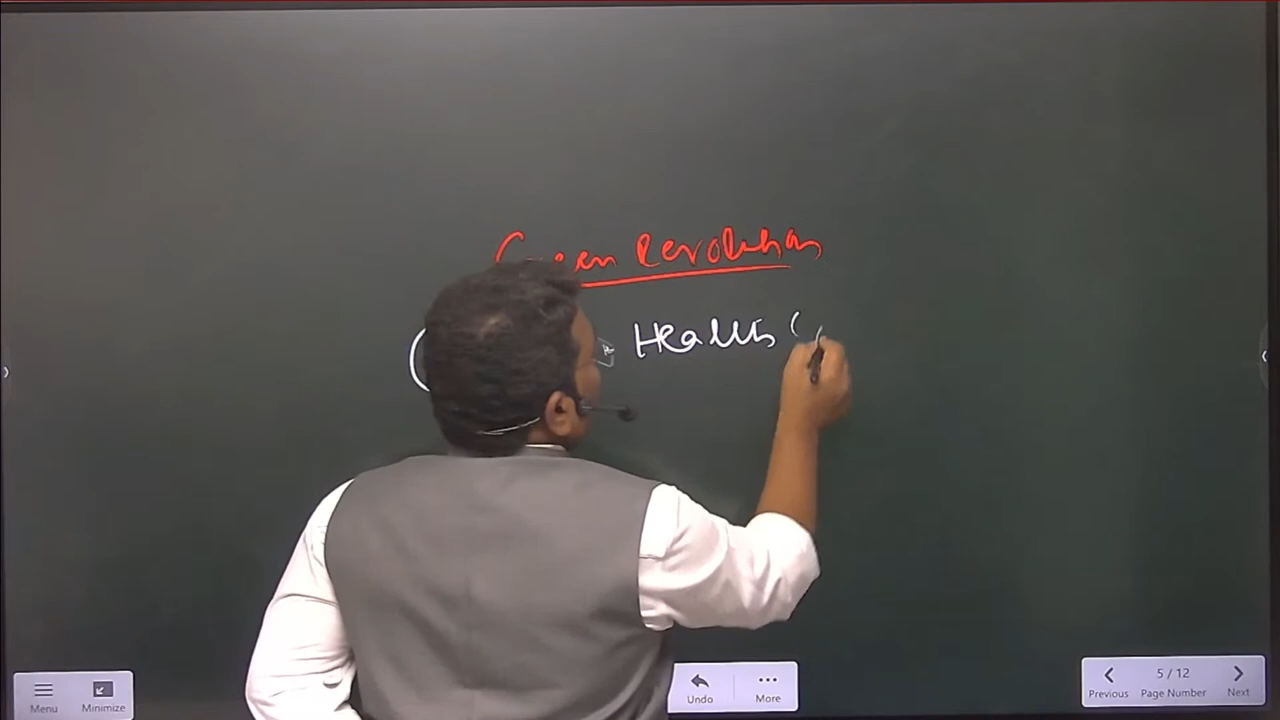 Green Revolution
Health (
Menu
Minimize
Undo
More
Previous
5 / 12
Page Number
Next